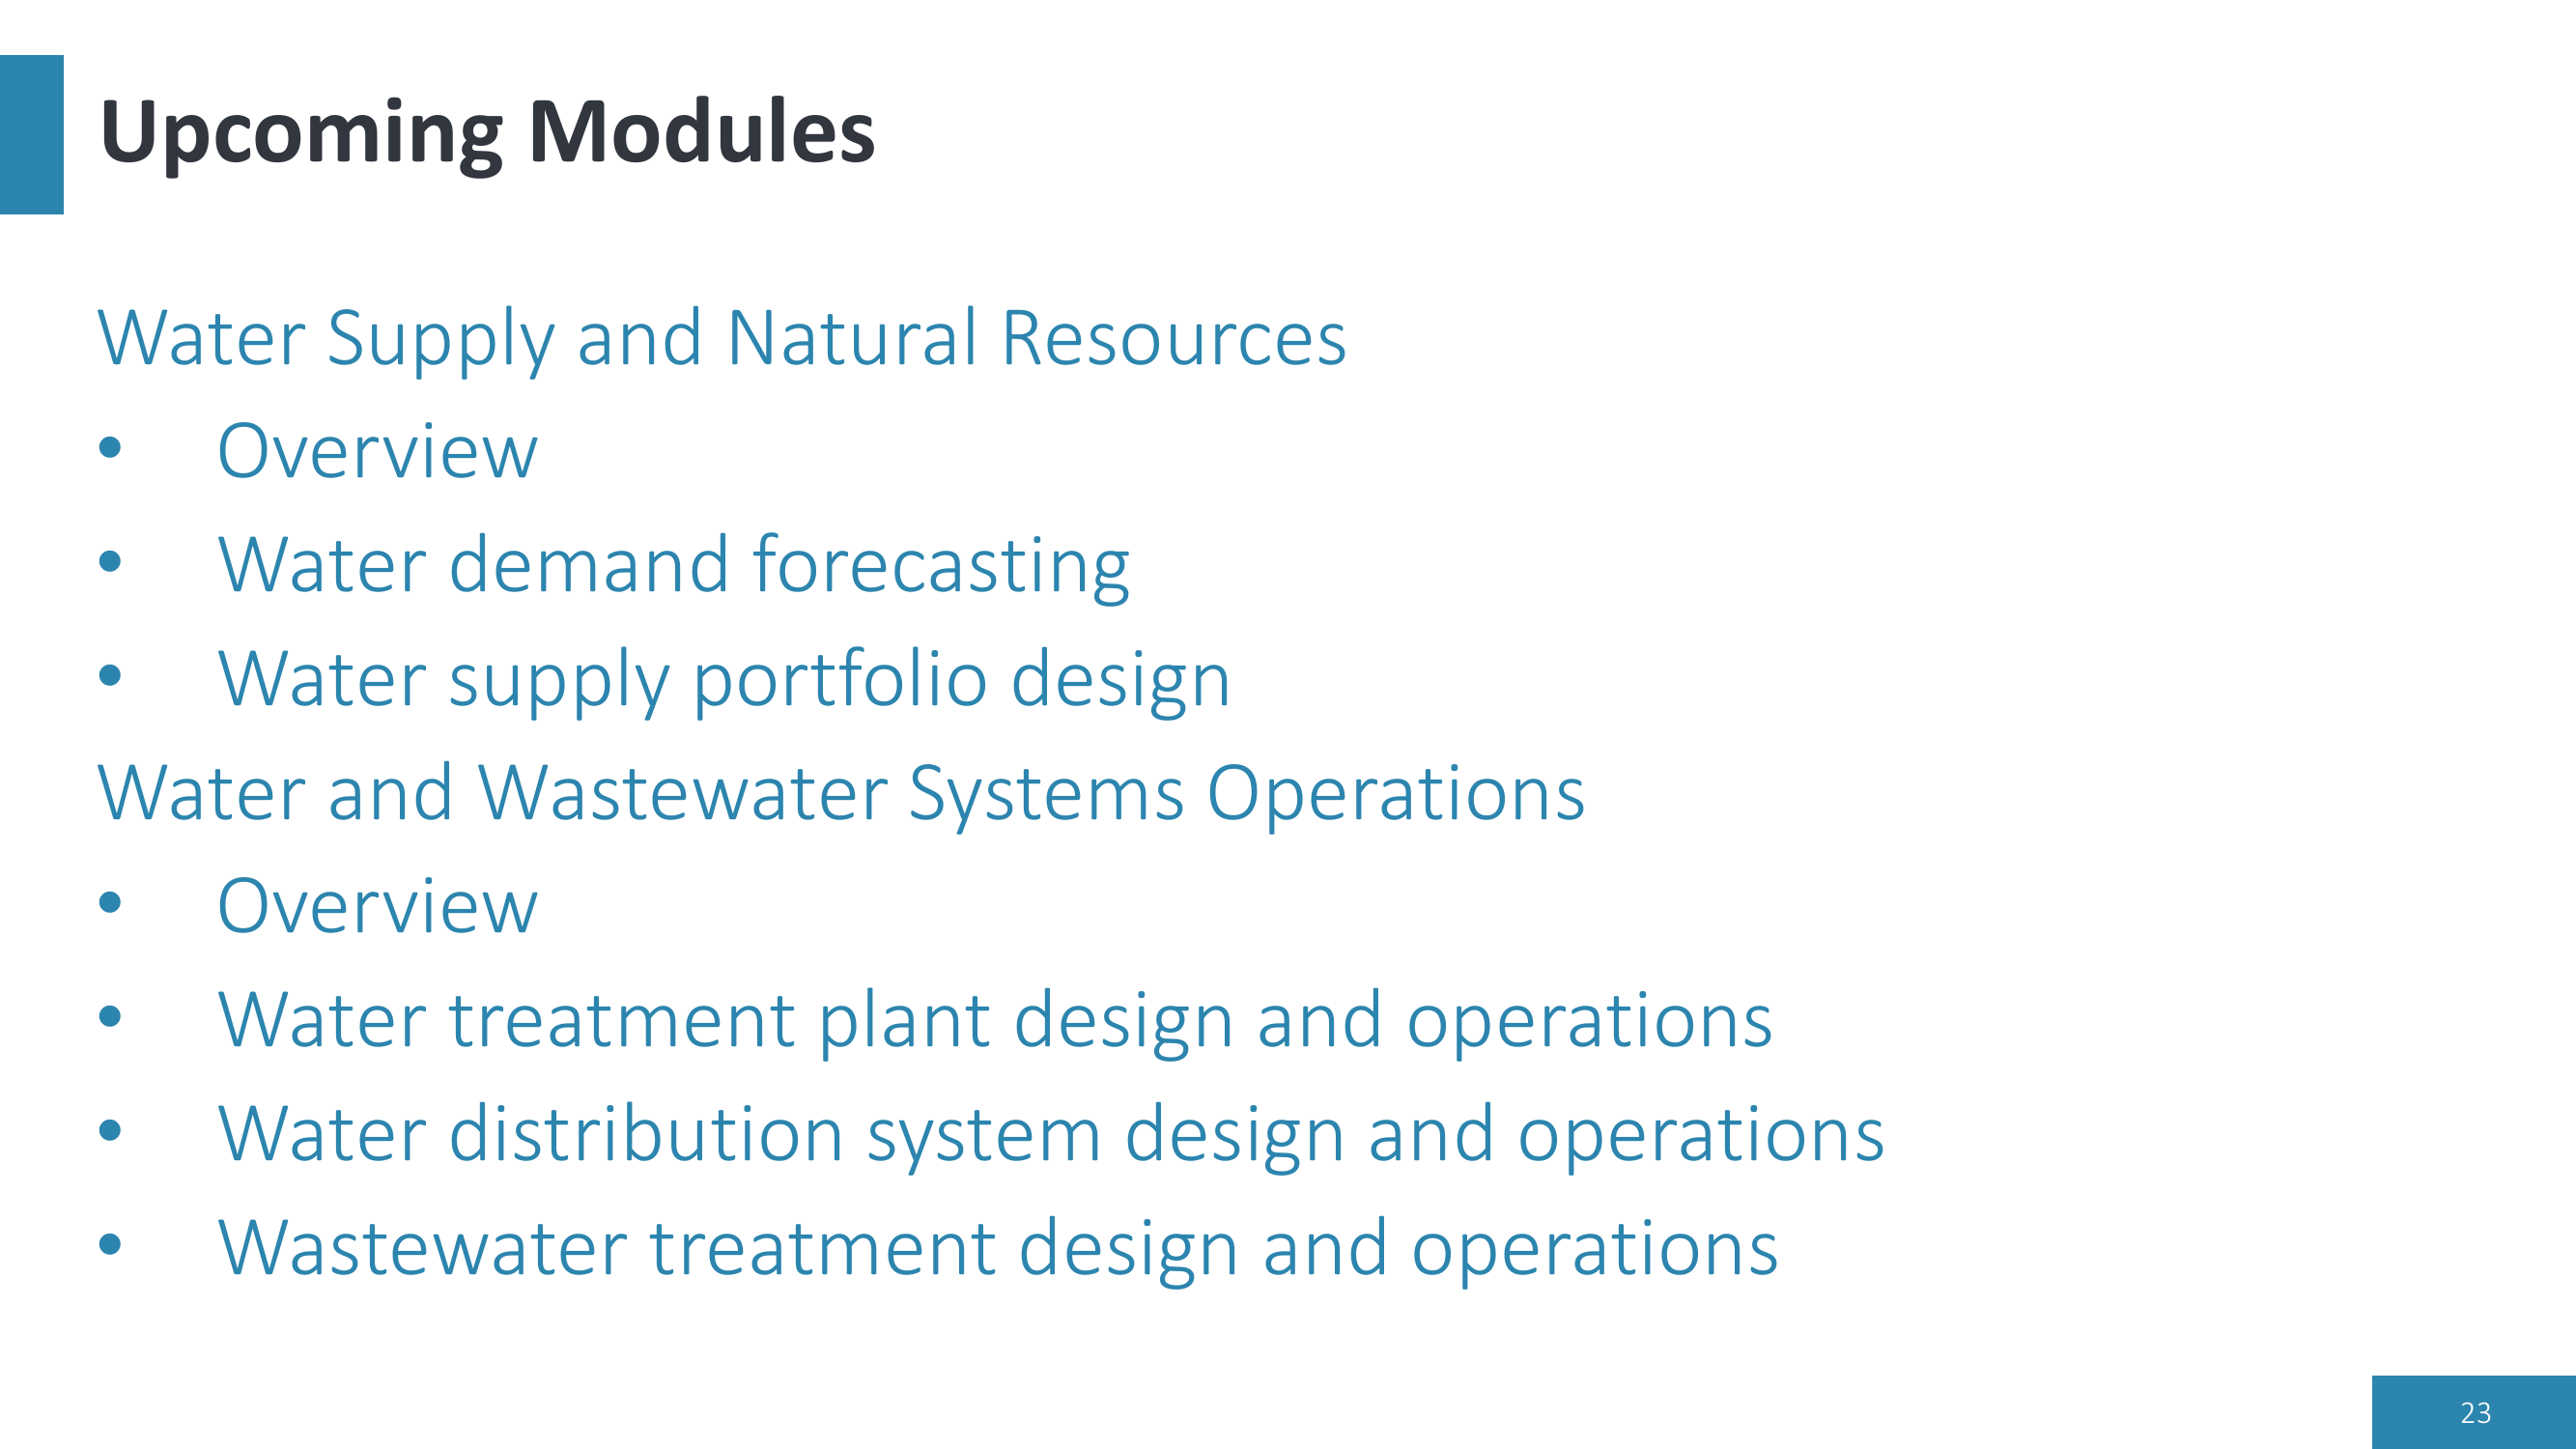 Upcoming Modules
Water Supply and Natural Resources
• Overview
• Water demand forecasting
• Water supply portfolio design
Water and Wastewater Systems Operations
• Overview
• Water treatment plant design and operations
• Water distribution system design and operations
• Wastewater treatment design and operations
23